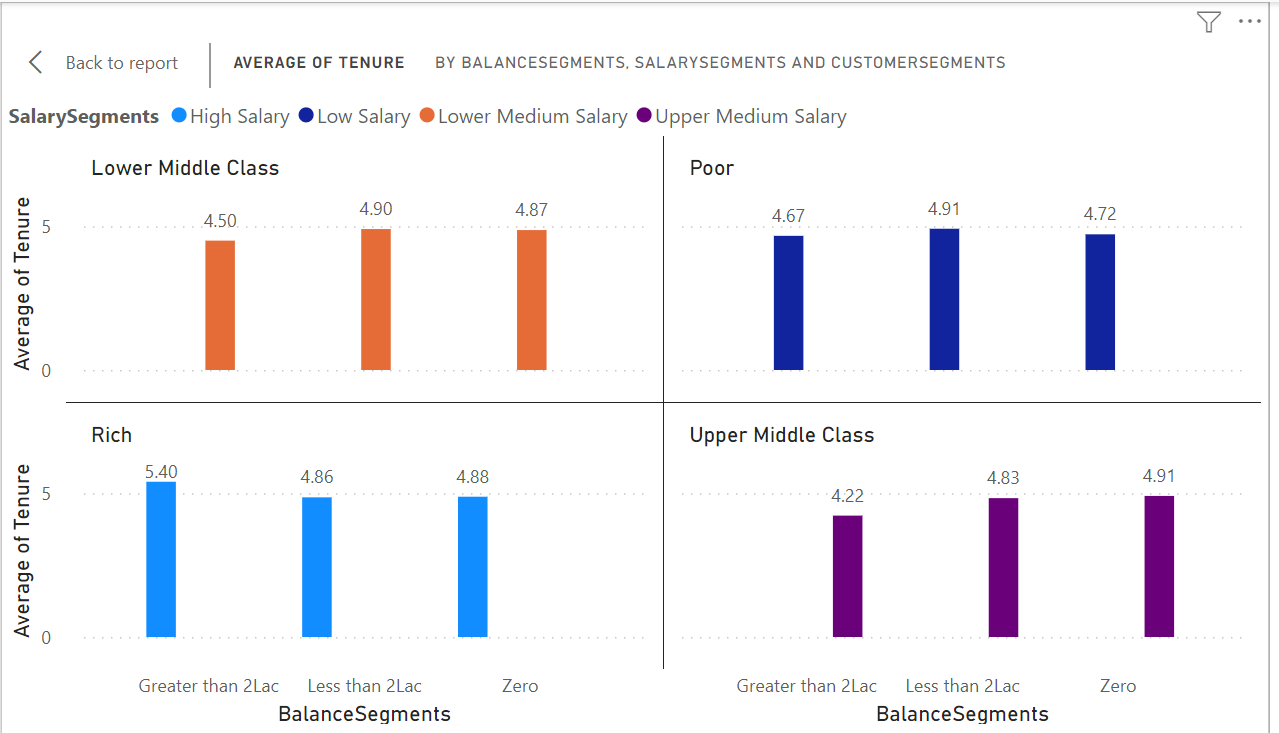 Back to report
AVERAGE OF TENURE BY BALANCESEGMENTS, SALARYSEGMENTS AND CUSTOMERSEGMENTS
SalarySegments High Salary Low Salary Lower Medium Salary Upper Medium Salary
Lower Middle Class
Average of Tenure
5
0
4.50
4.90
4.87
Poor
4.67
4.91
4.72
Rich
Average of Tenure
5
0
5.40
4.86
4.88
Upper Middle Class
4.22
4.83
4.91
Greater than 2Lac
Less than 2Lac
Zero
BalanceSegments
Greater than 2Lac
Less than 2Lac
Zero
BalanceSegments